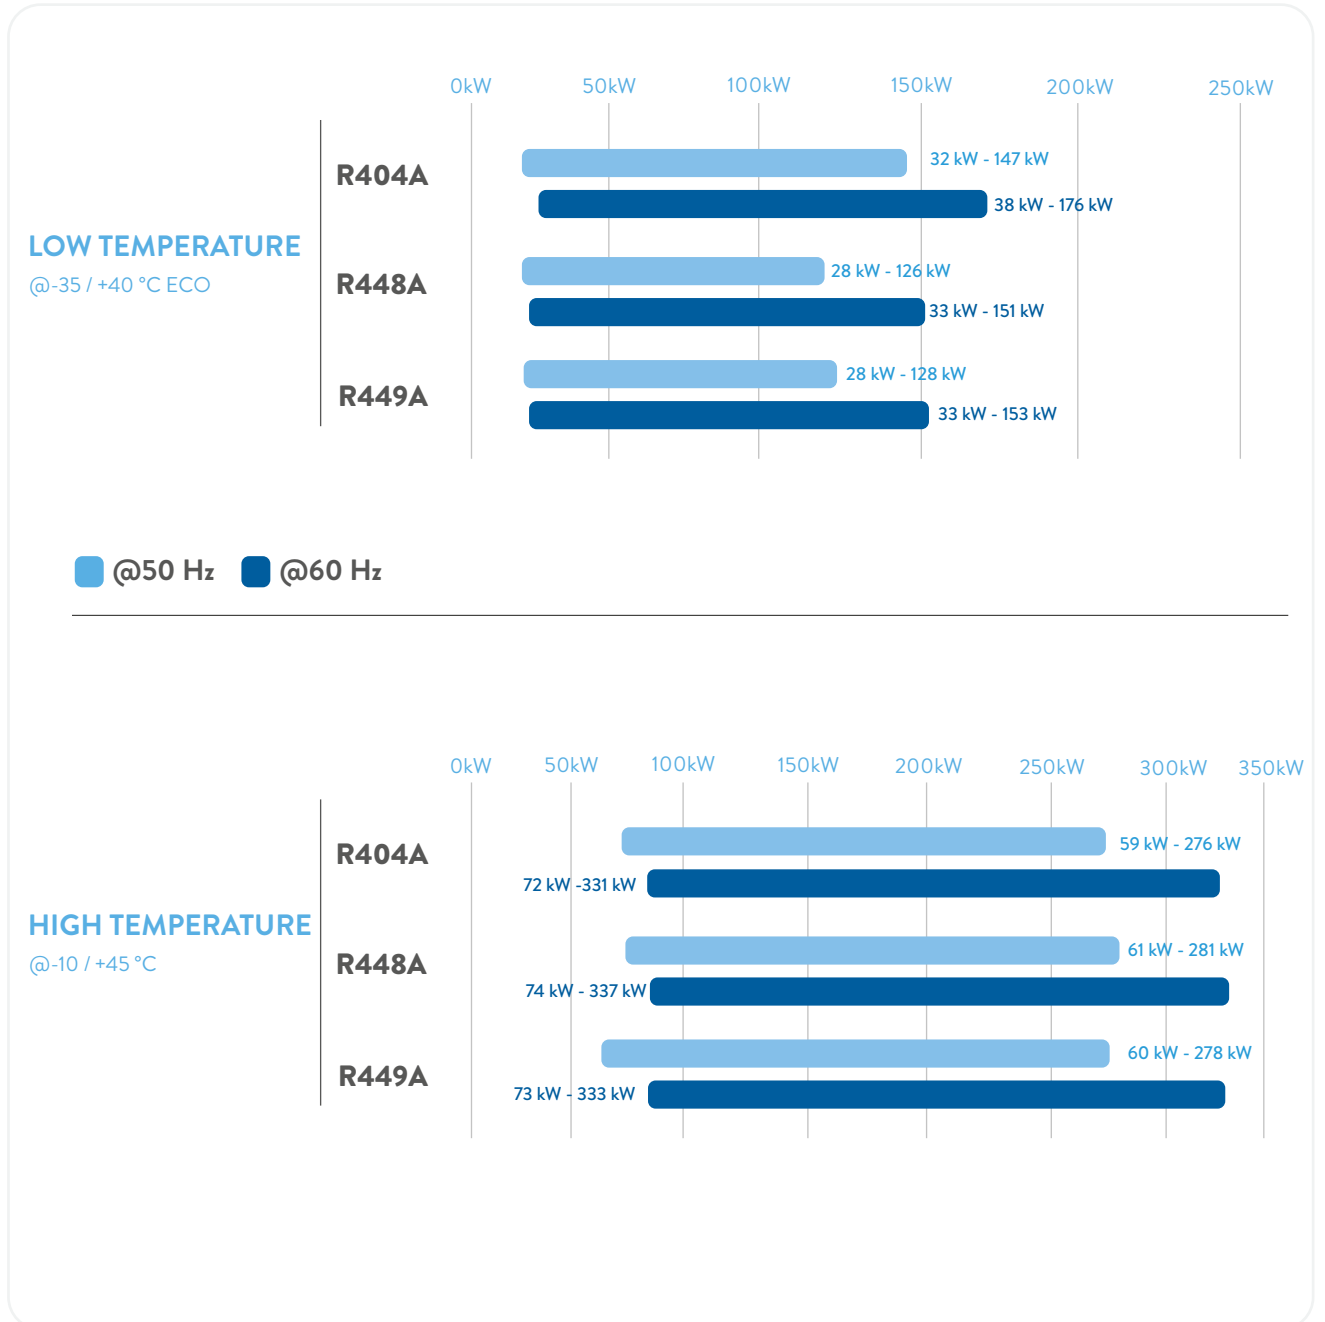 0kW 50kW 100kW 150kW 200kW 250kW
LOW TEMPERATURE
@-35 / +40 °C ECO
R404A
32 kW - 147 kW
38 kW - 176 kW
R448A
28 kW - 126 kW
33 kW - 151 kW
R449A
28 kW - 128 kW
33 kW - 153 kW
@50 Hz @60 Hz
0kW 50kW 100kW 150kW 200kW 250kW 300kW 350kW
HIGH TEMPERATURE
@-10 / +45 °C
R404A
59 kW - 276 kW
72 kW -331 kW
R448A
61 kW - 281 kW
74 kW - 337 kW
R449A
60 kW - 278 kW
73 kW - 333 kW